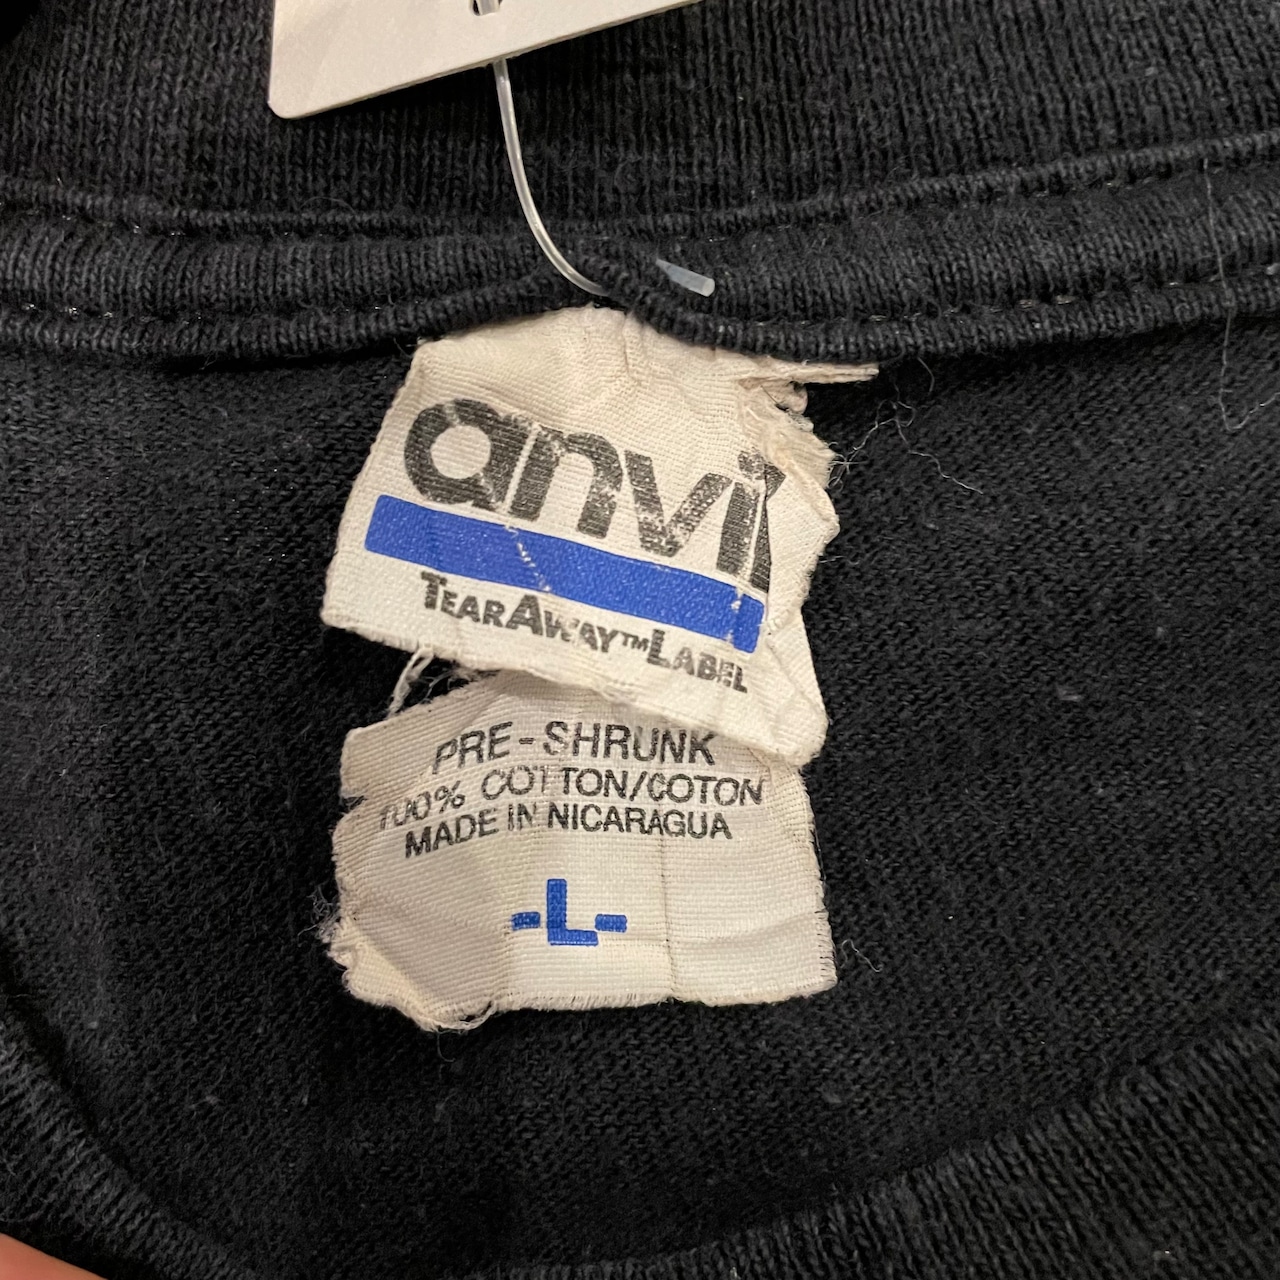 anvil
TEARAWAY™LABEL
PRE-SHRUNK
100% COTTON/COTON
MADE IN NICARAGUA
-L-